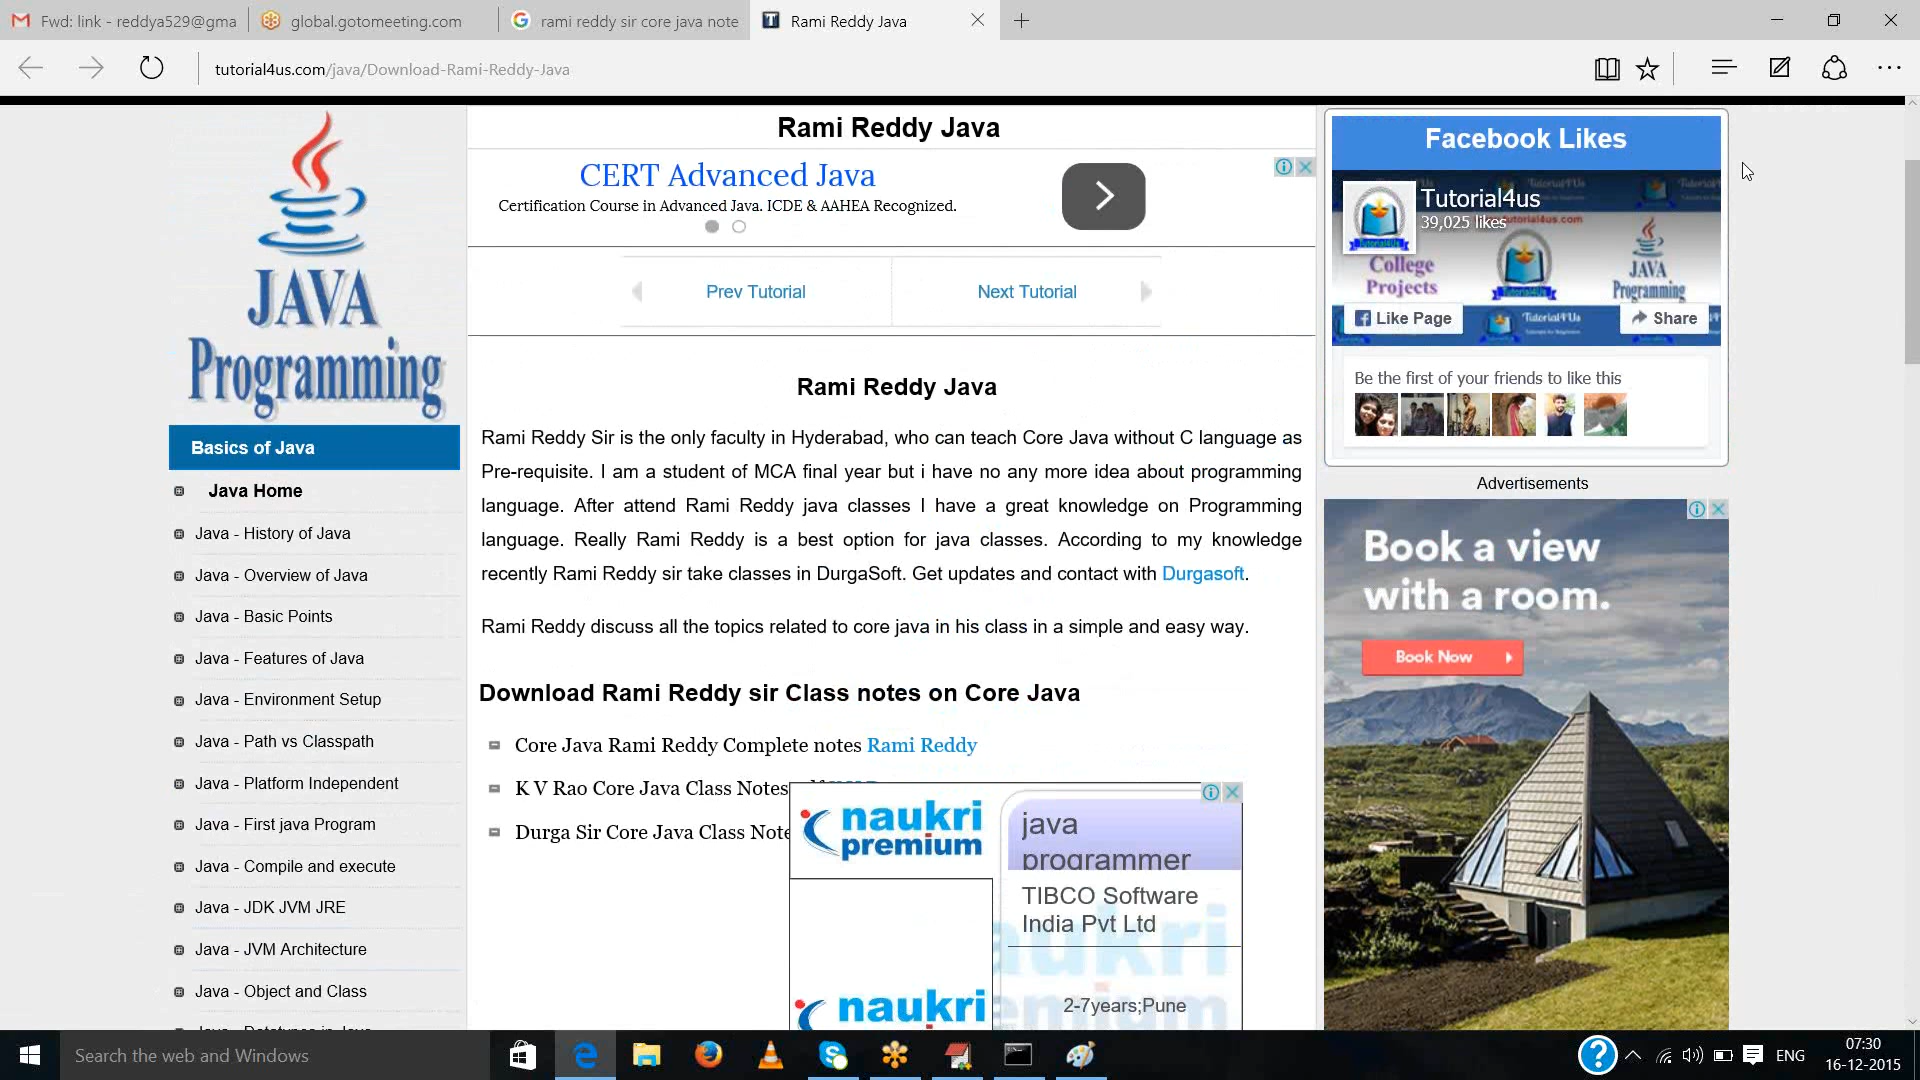 Fwd: link - reddya529@gma
global.gotomeeting.com
rami reddy sir core java note
Rami Reddy Java
tutorial4us.com/java/Download-Rami-Reddy-Java
JAVA
Programming
Basics of Java
Java Home
Java - History of Java
Java - Overview of Java
Java - Basic Points
Java - Features of Java
Java - Environment Setup
Java - Path vs Classpath
Java - Platform Independent
Java - First java Program
Java - Compile and execute
Java - JDK JVM JRE
Java - JVM Architecture
Java - Object and Class
Rami Reddy Java
CERT Advanced Java
Certification Course in Advanced Java. ICDE & AAHEA Recognized.
Prev Tutorial
Next Tutorial
Rami Reddy Java
Rami Reddy Sir is the only faculty in Hyderabad, who can teach Core Java without C language as
Pre-requisite. I am a student of MCA final year but i have no any more idea about programming
language. After attend Rami Reddy java classes I have a great knowledge on Programming
language. Really Rami Reddy is a best option for java classes. According to my knowledge
recently Rami Reddy sir take classes in DurgaSoft. Get updates and contact with Durgasoft.
Rami Reddy discuss all the topics related to core java in his class in a simple and easy way.
Download Rami Reddy sir Class notes on Core Java
Core Java Rami Reddy Complete notes Rami Reddy
K V Rao Core Java Class Notes
Durga Sir Core Java Class Note
naukri
premium
java
programmer
TIBCO Software
India Pvt Ltd
naukri
2-7years;Pune
Facebook Likes
Tutorial4us
39,025 likes
College
Projects
JAVA
Programming
Tutorial4Us
Like Page
Share
Be the first of your friends to like this
Advertisements
Book a view
with a room.
Book Now
Search the web and Windows
ENG
07:30
16-12-2015